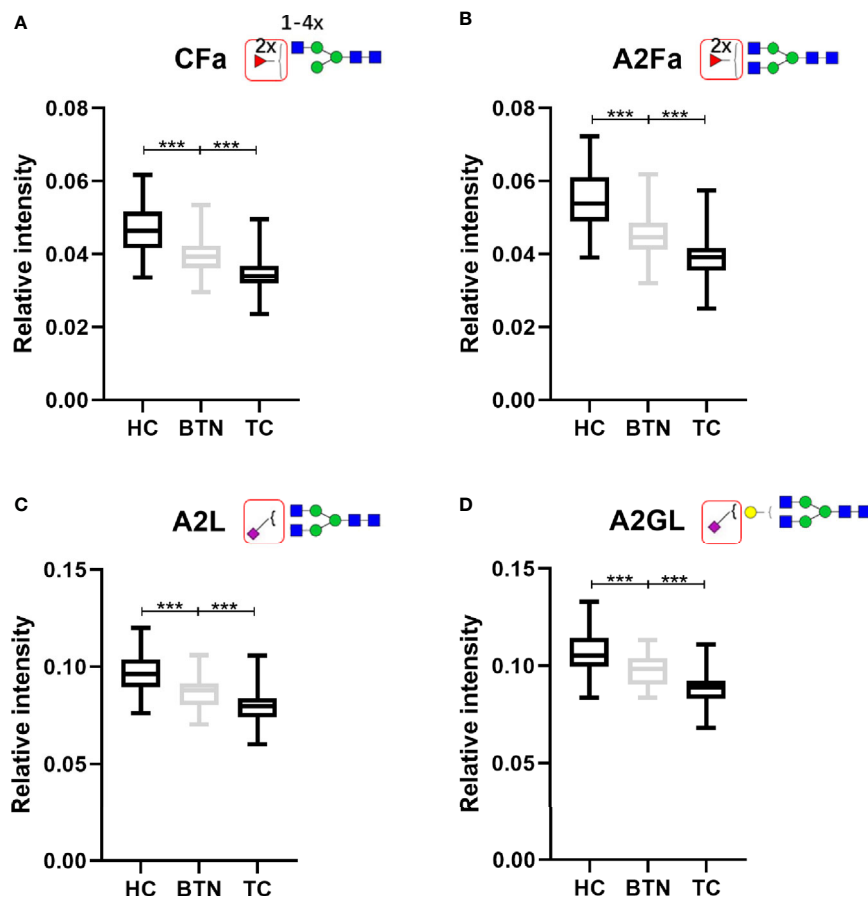 A
1-4x
CFa
2x
{
Relative intensity
0.08
*** ***
0.06
0.04
0.02
0.00
HC BTN TC
B
A2Fa
2x
{
Relative intensity
0.08
*** ***
0.06
0.04
0.02
0.00
HC BTN TC
C
A2L
{
Relative intensity
0.15
*** ***
0.10
0.05
0.00
HC BTN TC
D
A2GL
{
{
Relative intensity
0.15
*** ***
0.10
0.05
0.00
HC BTN TC